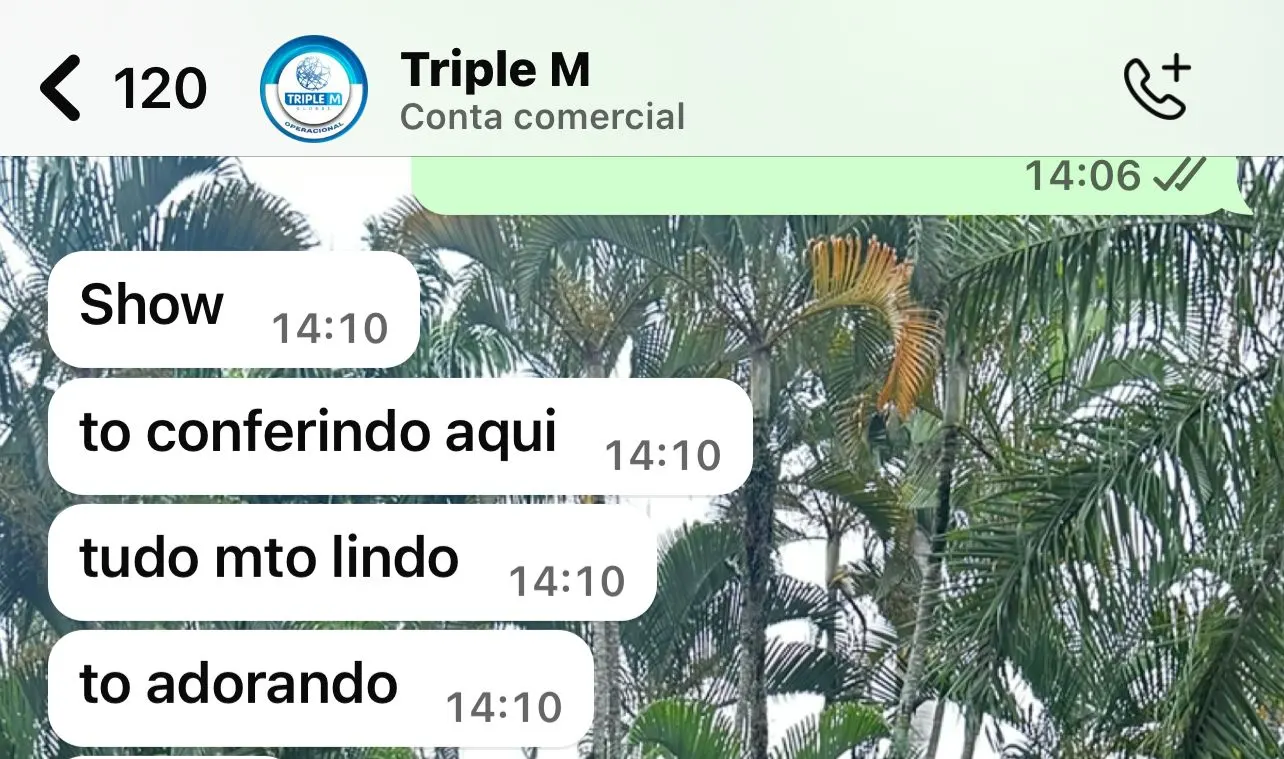 120
TRIPLE M
GLOBAL
OPERACIONAL
Triple M
Conta comercial
14:06
Show
14:10
to conferindo aqui
14:10
tudo mto lindo
14:10
to adorando
14:10